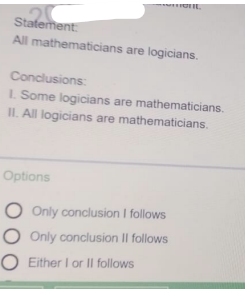 Statement:
All mathematicians are logicians.
Conclusions:
I. Some logicians are mathematicians.
II. All logicians are mathematicians.
Options
Only conclusion I follows
Only conclusion II follows
Either I or II follows